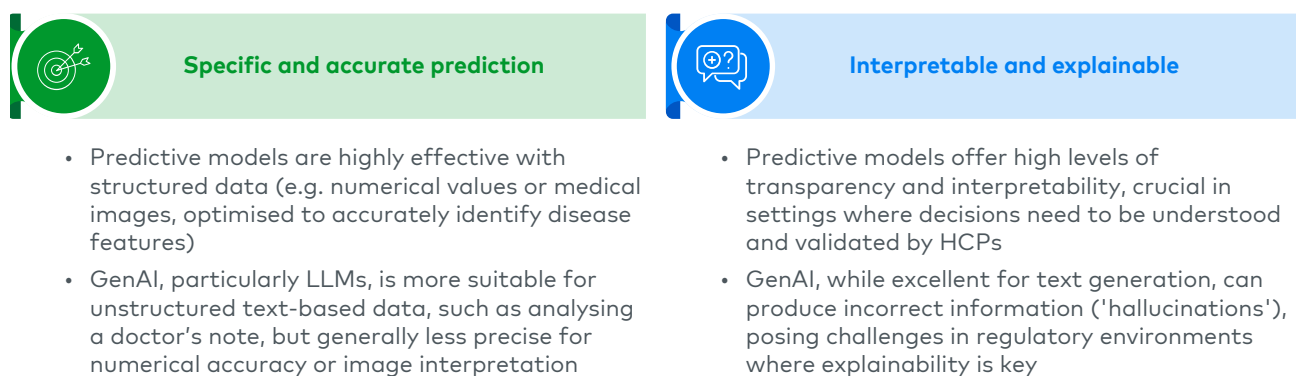 Specific and accurate prediction
• Predictive models are highly effective with
structured data (e.g. numerical values or medical
images, optimised to accurately identify disease
features)
• GenAI, particularly LLMs, is more suitable for
unstructured text-based data, such as analysing
a doctor’s note, but generally less precise for
numerical accuracy or image interpretation
?
Interpretable and explainable
• Predictive models offer high levels of
transparency and interpretability, crucial in
settings where decisions need to be understood
and validated by HCPs
• GenAI, while excellent for text generation, can
produce incorrect information ('hallucinations'),
posing challenges in regulatory environments
where explainability is key